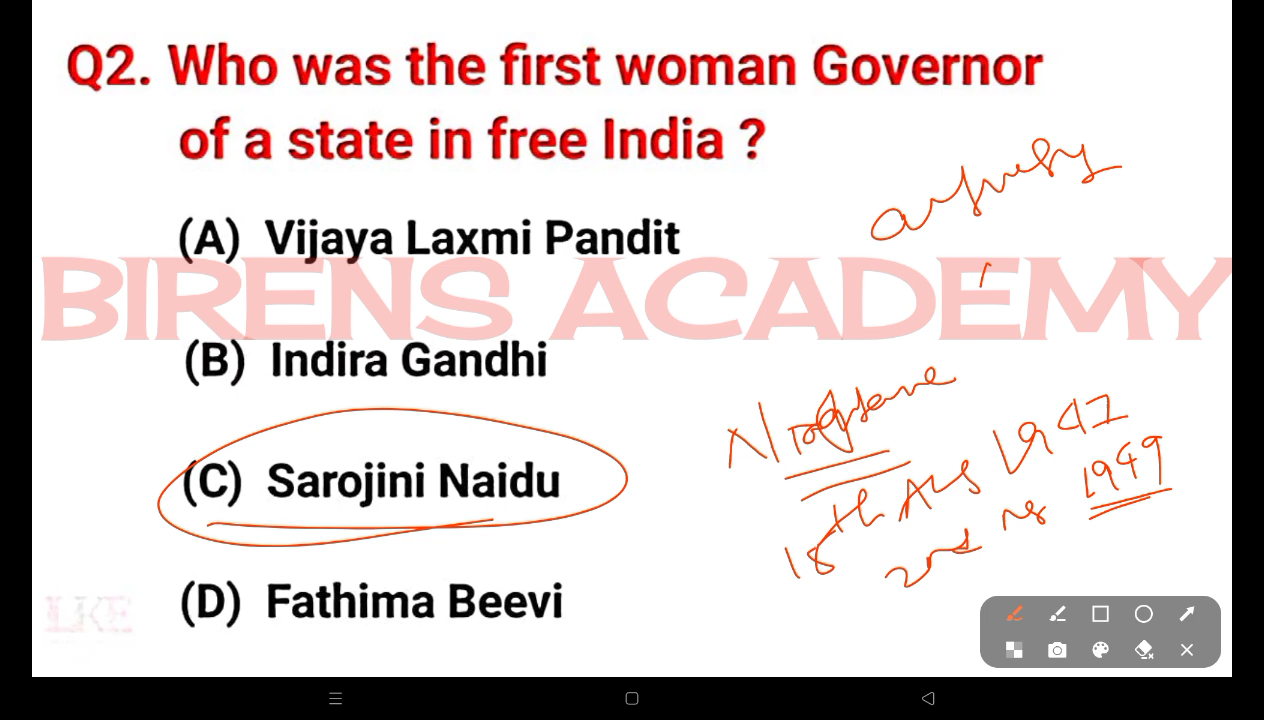 Q2. Who was the first woman Governor
of a state in free India ?
(A) Vijaya Laxmi Pandit
BIRENS ACADEMY
(B) Indira Gandhi
(C) Sarojini Naidu
15th Aug 1947
2nd 1949
(D) Fathima Beevi
LKE